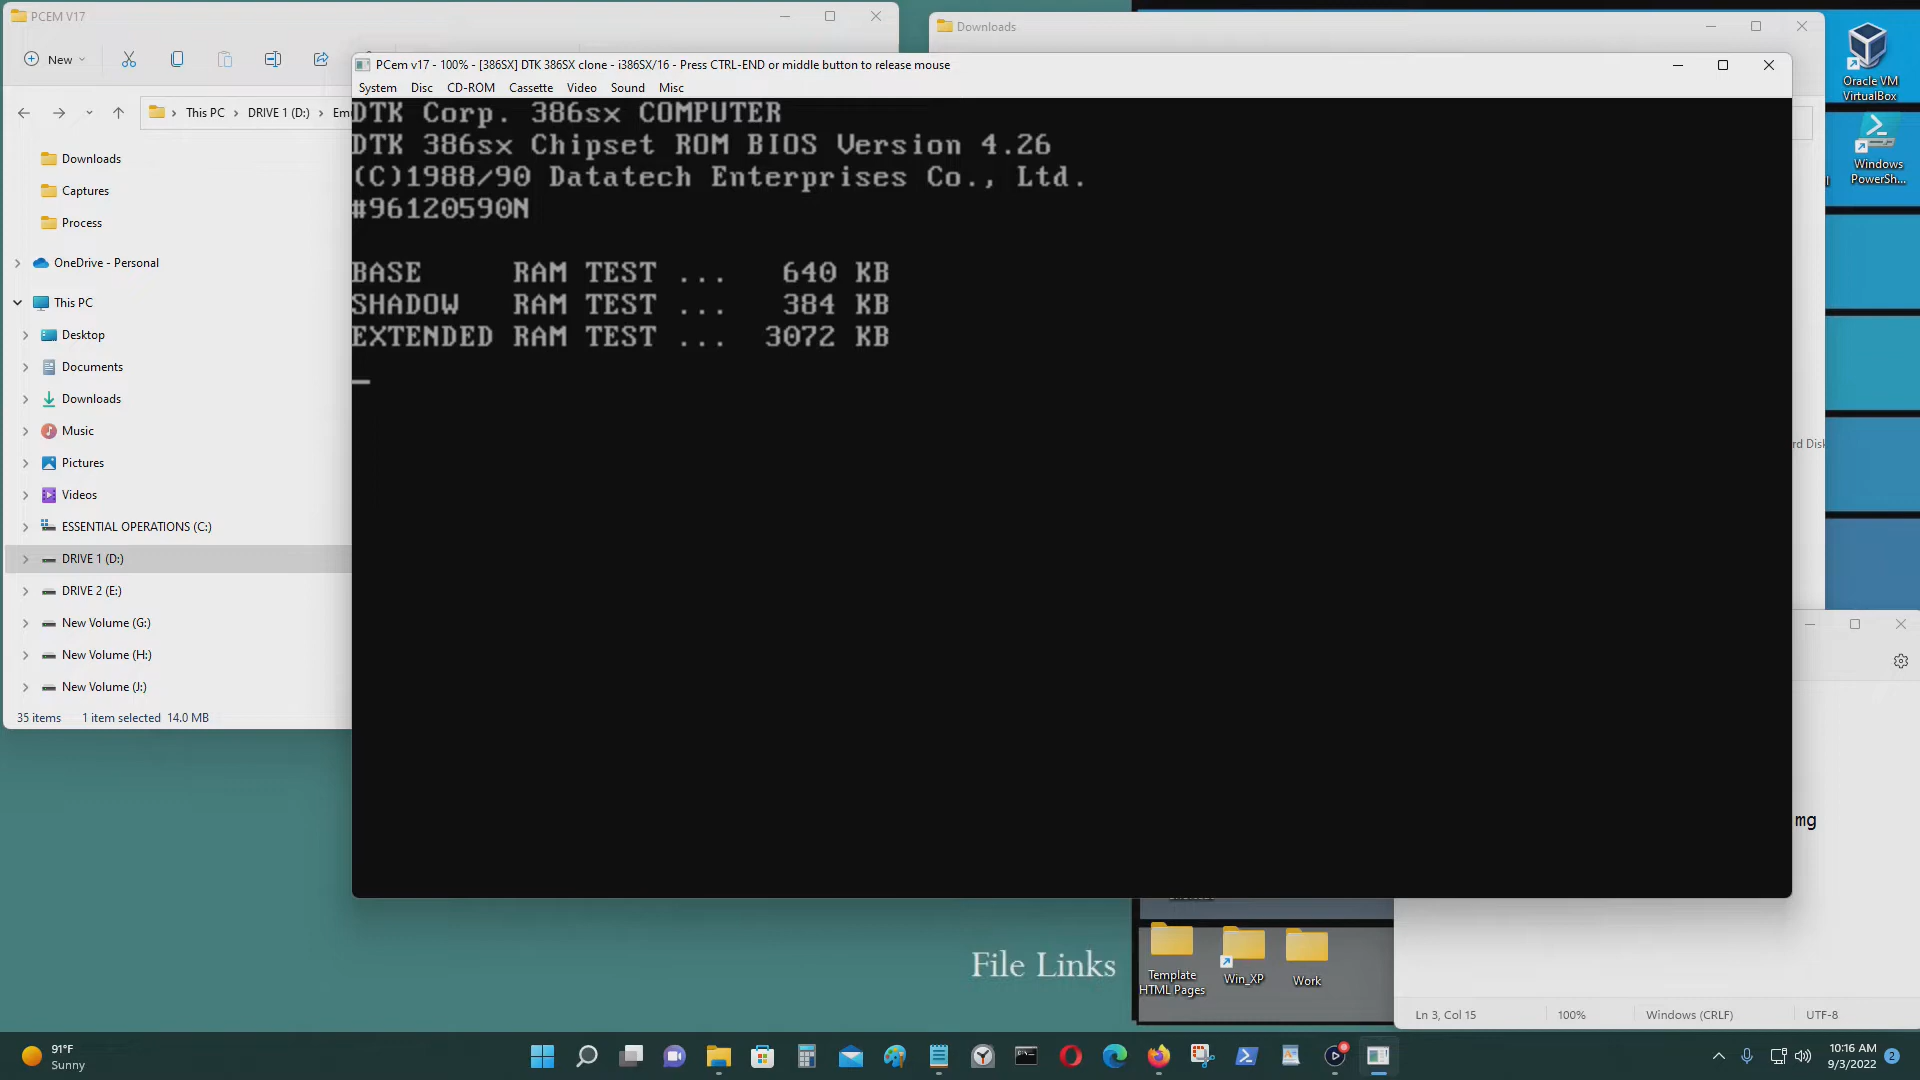 PCEM V17
New
This PC
DRIVE 1 (D:)
Em
Downloads
Captures
Process
OneDrive - Personal
This PC
Desktop
Documents
Downloads
Music
Pictures
Videos
ESSENTIAL OPERATIONS (C:)
DRIVE 1 (D:)
DRIVE 2 (E:)
New Volume (G:)
New Volume (H:)
New Volume (J:)
35 items 1 item selected 14.0 MB
Downloads
PCem v17 - 100% - [386SX] DTK 386SX clone - i386SX/16 - Press CTRL-END or middle button to release mouse
System Disc CD-ROM Cassette Video Sound Misc
DTK Corp. 386sx COMPUTER
DTK 386sx Chipset ROM BIOS Version 4.26
(C)1988/90 Datatech Enterprises Co., Ltd.
#96120590N
BASE RAM TEST ... 640 KB
SHADOW RAM TEST ... 384 KB
EXTENDED RAM TEST ... 3072 KB
_
Oracle VM
VirtualBox
Windows
PowerSh...
rd Disk
mg
File Links
Template
HTML Pages
Win_XP
Work
Ln 3, Col 15 100% Windows (CRLF) UTF-8
91°F
Sunny
10:16 AM
9/3/2022
2